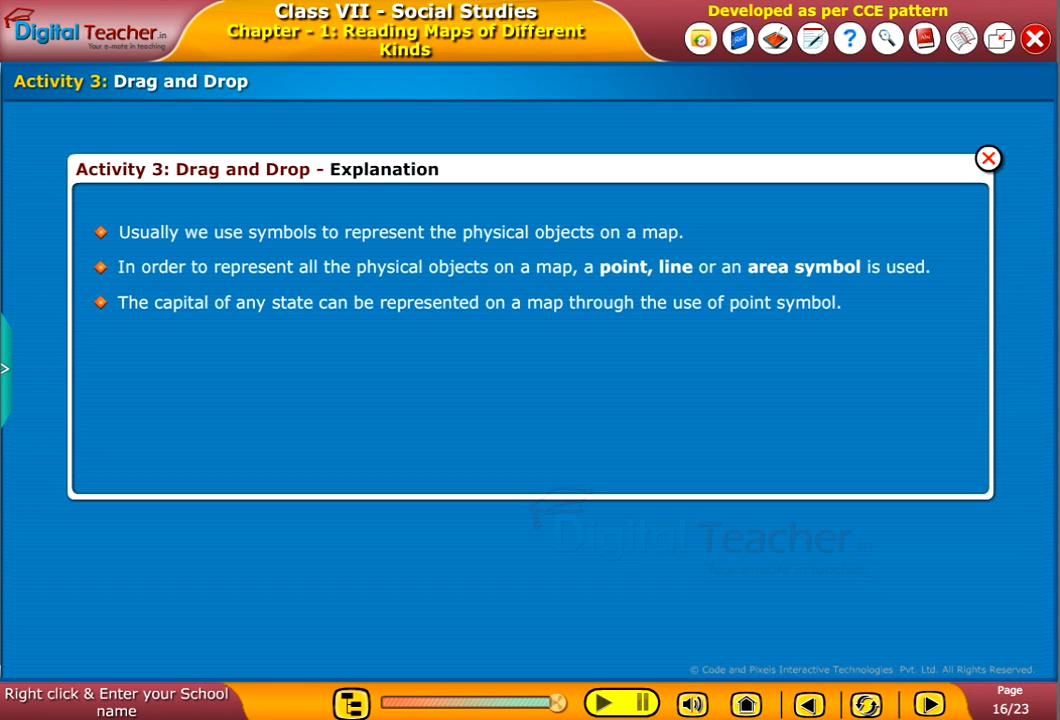 Digital Teacher.in
Your e-mate in teaching
Class VII - Social Studies
Chapter - 1: Reading Maps of Different
Kinds
Developed as per CCE pattern
Activity 3: Drag and Drop
Activity 3: Drag and Drop - Explanation
Usually we use symbols to represent the physical objects on a map.
In order to represent all the physical objects on a map, a point, line or an area symbol is used.
The capital of any state can be represented on a map through the use of point symbol.
Digital Teacher.in
© Code and Pixels Interactive Technologies Pvt. Ltd. All Rights Reserved.
Right click & Enter your School
name
Page
16/23